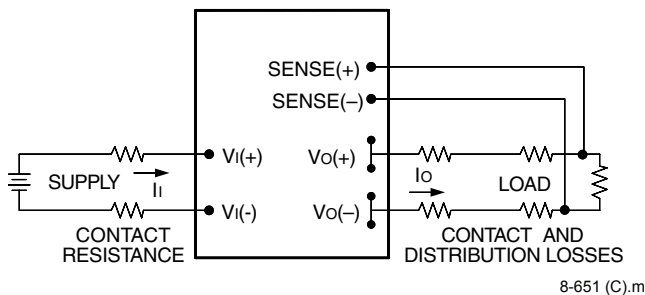 SENSE(+)
SENSE(–)
VI(+)
VO(+)
IO
SUPPLY
II
LOAD
VI(-)
VO(–)
CONTACT
RESISTANCE
CONTACT AND
DISTRIBUTION LOSSES
8-651 (C).m